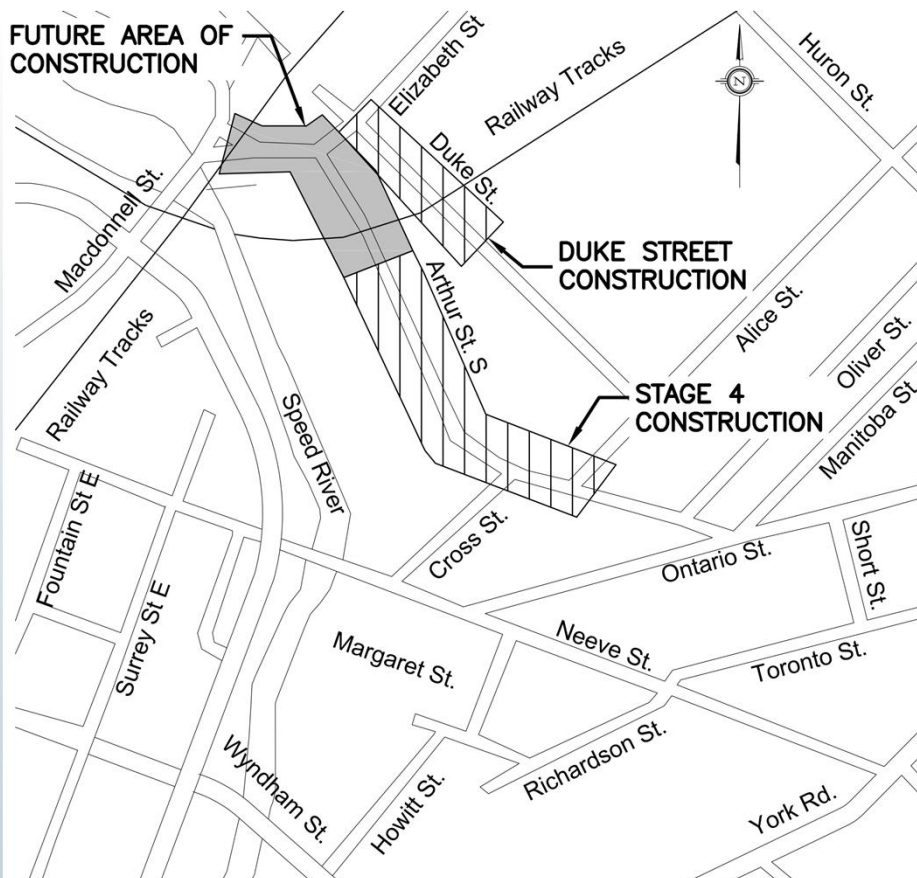 FUTURE AREA OF
CONSTRUCTION
Elizabeth St
Railway Tracks
Huron St.
N
Duke St.
Macdonnell St.
DUKE STREET
CONSTRUCTION
Arthur St. S
Alice St.
Oliver St.
Manitoba St
Railway Tracks
Speed River
STAGE 4
CONSTRUCTION
Fountain St E
Surrey St E
Cross St.
Ontario St.
Short St.
Margaret St.
Neeve St.
Toronto St.
Wyndham St.
Howitt St.
Richardson St.
York Rd.